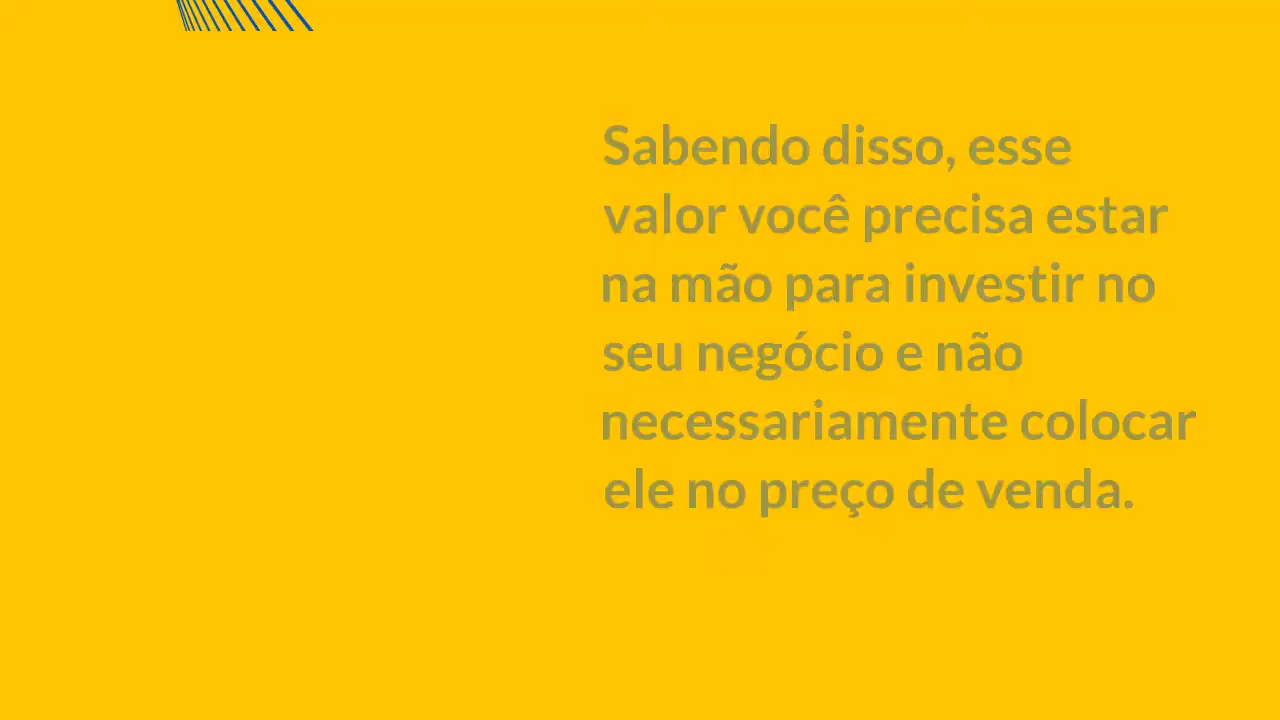 Sabendo disso, esse
valor você precisa estar
na mão para investir no
seu negócio e não
necessariamente colocar
ele no preço de venda.